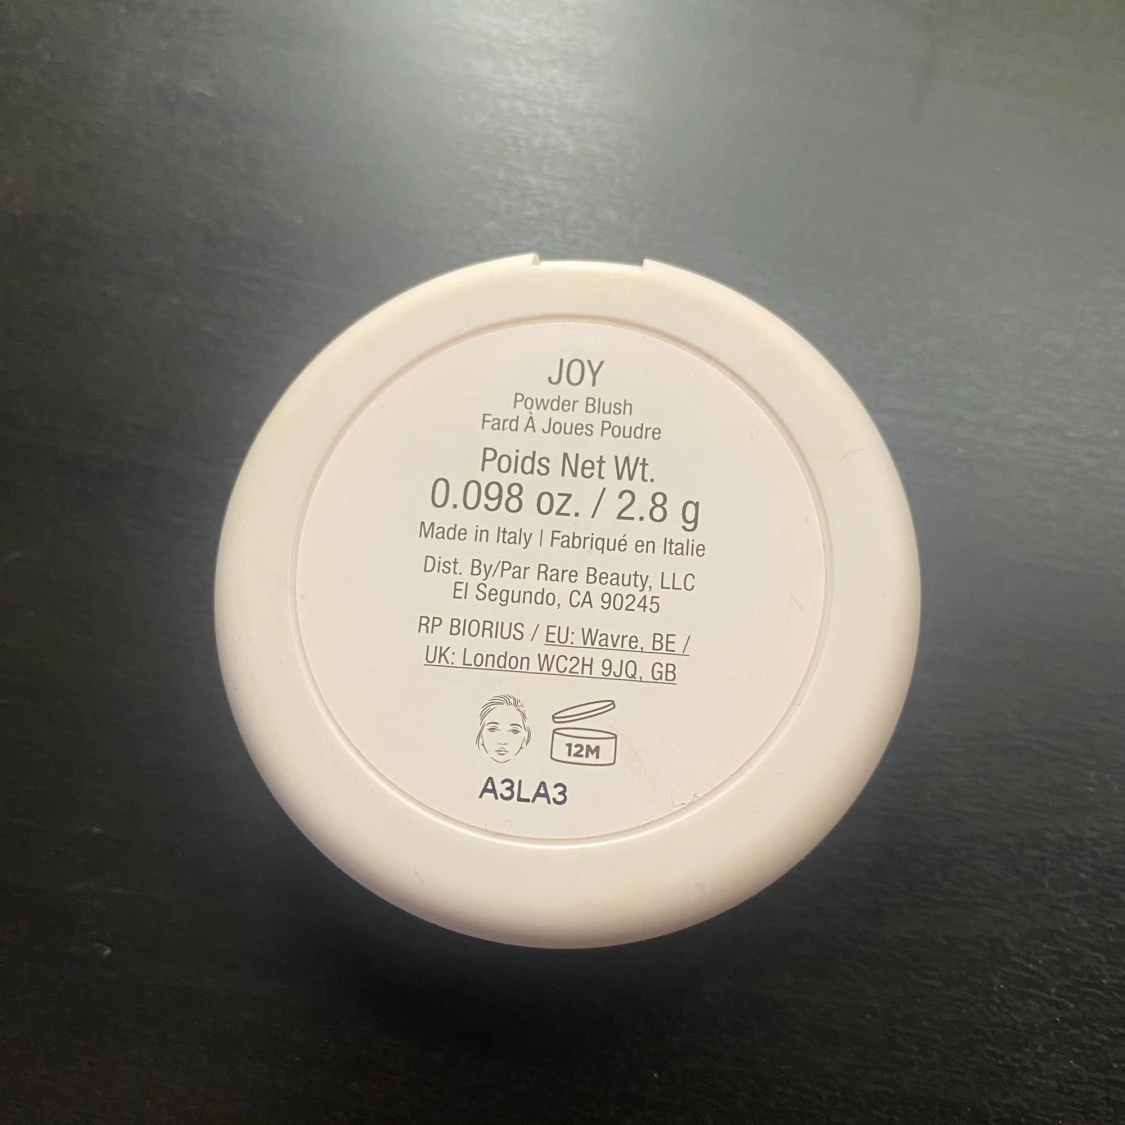 JOY
Powder Blush
Fard À Joues Poudre
Poids Net Wt.
0.098 oz. / 2.8 g
Made in Italy | Fabriqué en Italie
Dist. By/Par Rare Beauty, LLC
El Segundo, CA 90245
RP BIORIUS / EU: Wavre, BE /
UK: London WC2H 9JQ, GB
12M
A3LA3